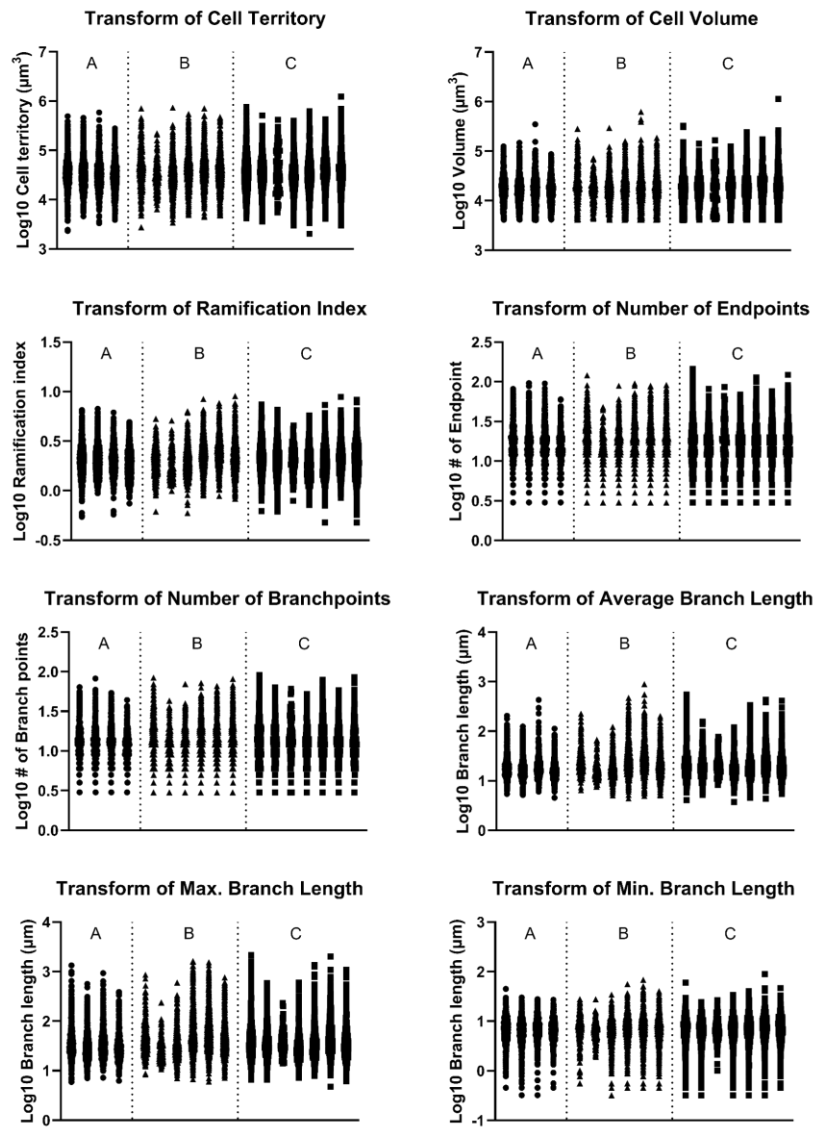 Transform of Cell Territory
Transform of Cell Volume
Log10 Cell territory (µm³)
7
6
5
4
3
A
B
C
Log10 Volume (µm³)
7
6
5
4
3
A
B
C
Transform of Ramification Index
Transform of Number of Endpoints
Log10 Ramification index
1.5
1.0
0.5
0.0
-0.5
A
B
C
Log10 # of Endpoint
2.5
2.0
1.5
1.0
0.5
0.0
A
B
C
Transform of Number of Branchpoints
Transform of Average Branch Length
Log10 # of Branch points
2.5
2.0
1.5
1.0
0.5
0.0
A
B
C
Log10 Branch length (µm)
4
3
2
1
0
A
B
C
Transform of Max. Branch Length
Transform of Min. Branch Length
Log10 Branch length (µm)
4
3
2
1
0
A
B
C
Log10 Branch length (µm)
3
2
1
0
-1
A
B
C